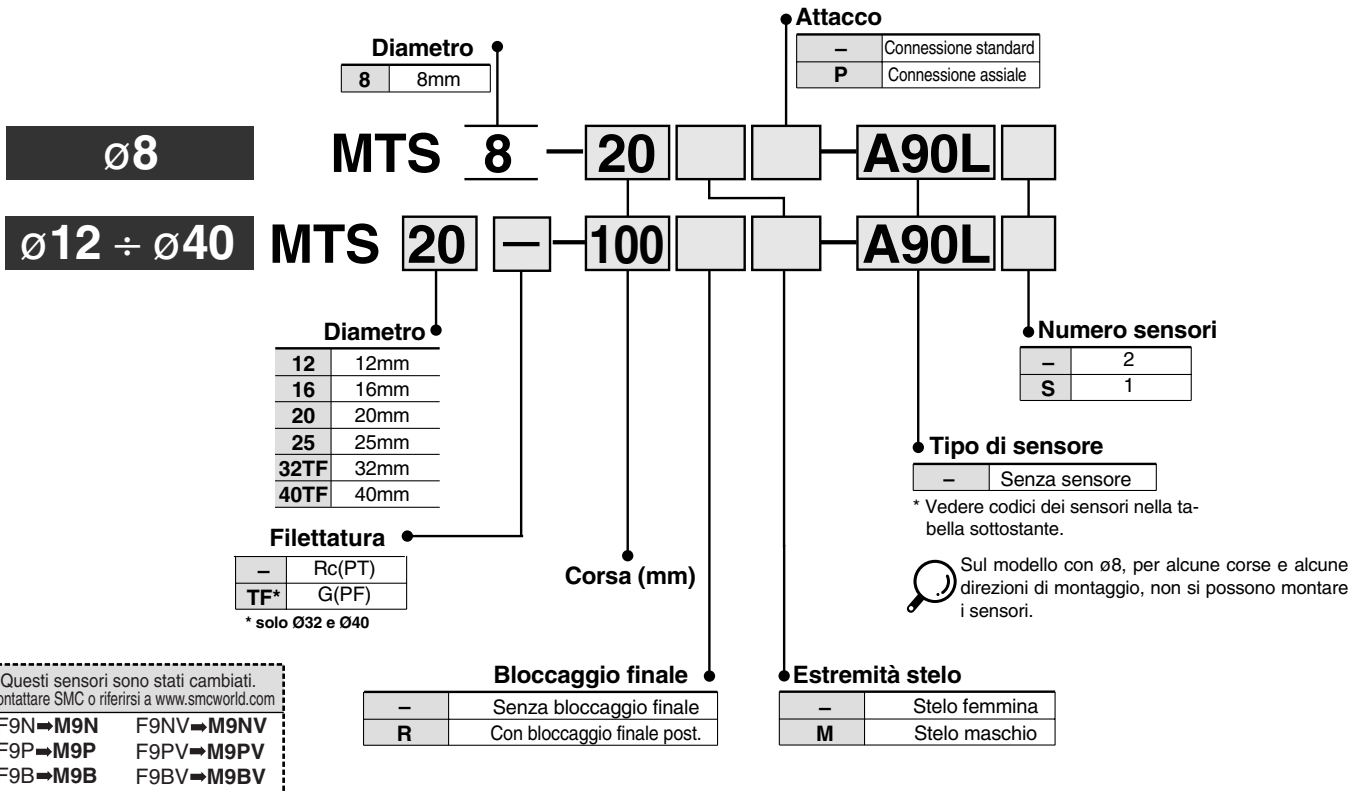 Attacco
– Connessione standard
P Connessione assiale
Diametro
8 8mm
ø8 MTS 8 – 20 – A90L
ø12 ÷ ø40 MTS 20 – – 100 – A90L
Diametro
12 12mm
16 16mm
20 20mm
25 25mm
32TF 32mm
40TF 40mm
Numero sensori
– 2
S 1
Tipo di sensore
– Senza sensore
* Vedere codici dei sensori nella ta-
bella sottostante.
Sul modello con ø8, per alcune corse e alcune
direzioni di montaggio, non si possono montare
i sensori.
Filettatura
– Rc(PT)
TF* G(PF)
* solo Ø32 e Ø40
Corsa (mm)
Bloccaggio finale
– Senza bloccaggio finale
R Con bloccaggio finale post.
Estremità stelo
– Stelo femmina
M Stelo maschio
Questi sensori sono stati cambiati.
ontattare SMC o riferirsi a www.smcworld.com
F9N➡M9N F9NV➡M9NV
F9P➡M9P F9PV➡M9PV
F9B➡M9B F9BV➡M9BV